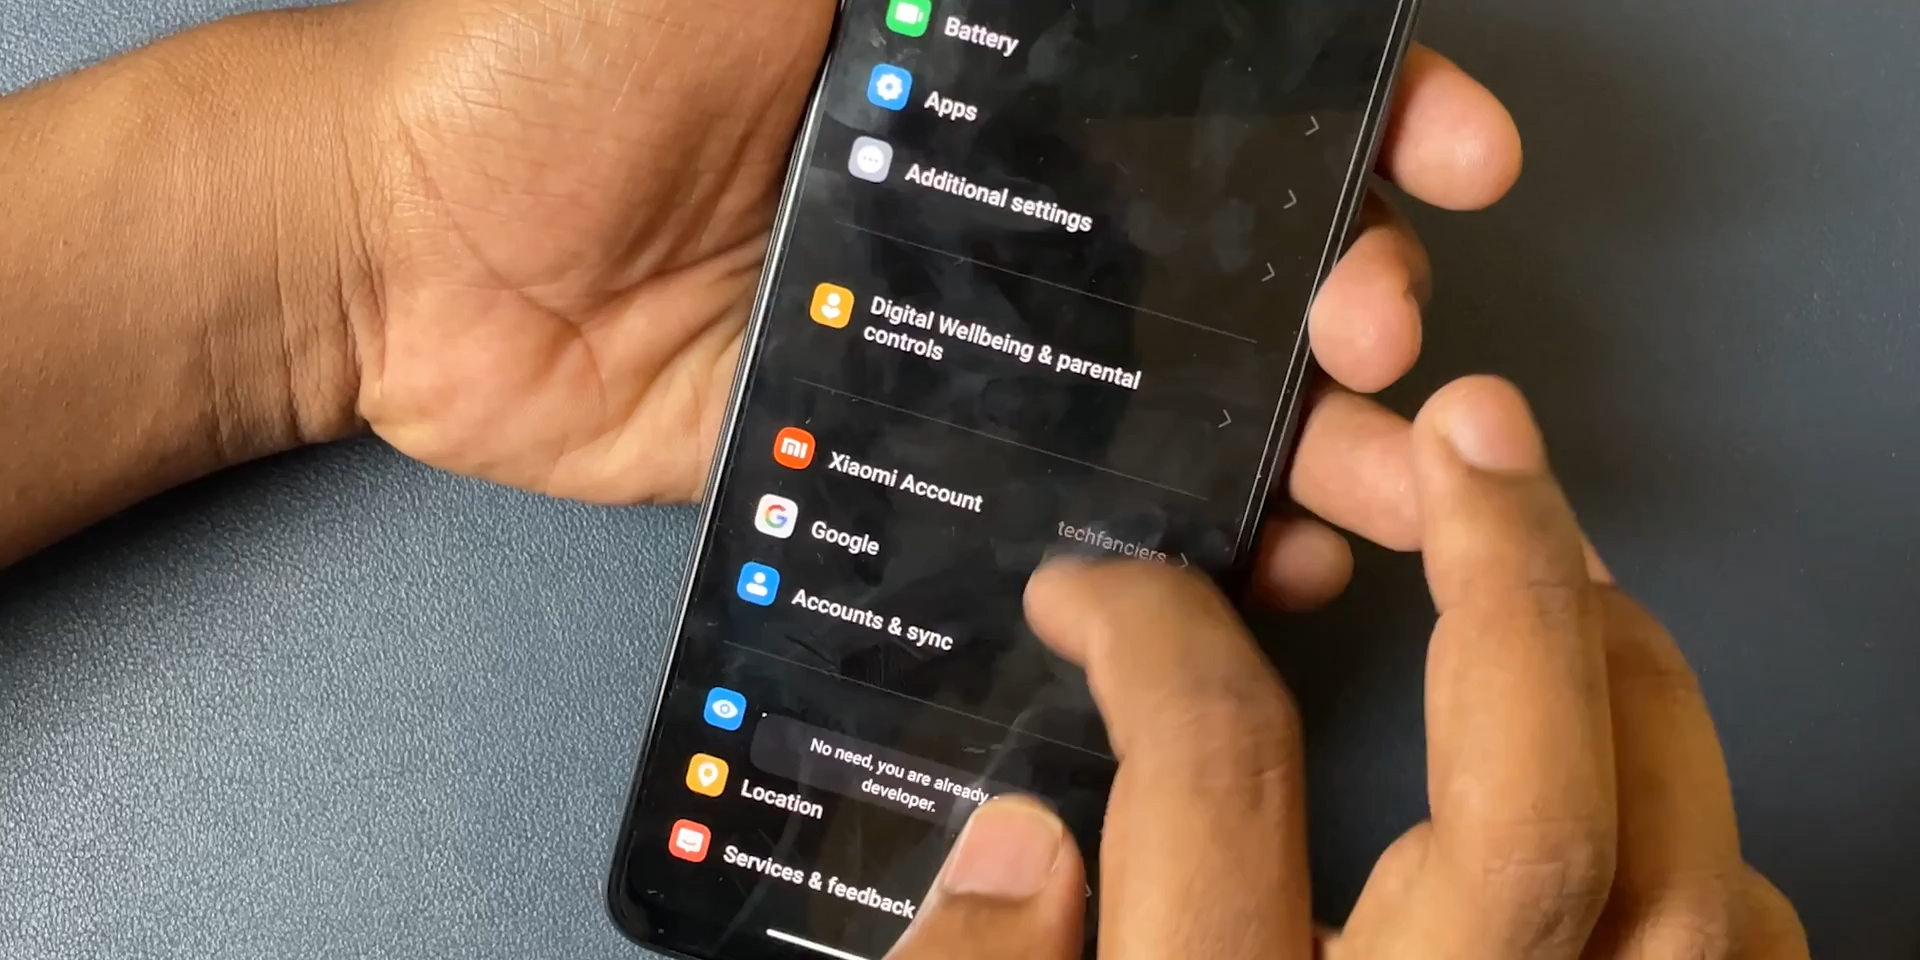 Battery
Apps
Additional settings
Digital Wellbeing & parental
controls
mi
Xiaomi Account
techfanciers
G
Google
Accounts & sync
No need, you are already
developer.
Location
Services & feedback